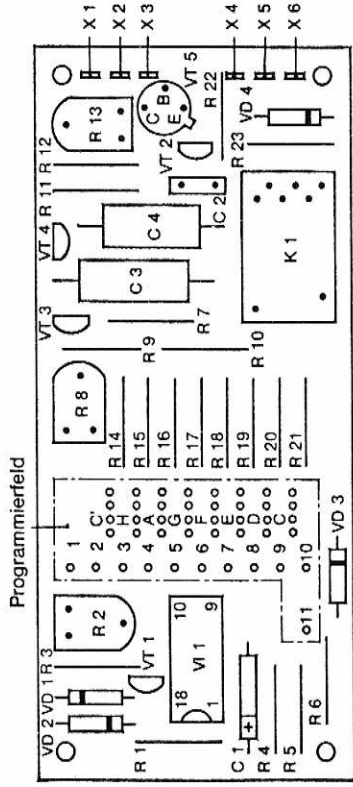 Programmierfeld
X 1
X 2
X 3
X 4
X 5
X 6
R 12
R 13
C
B
E
VT 5
R 22
VD 4
R 11
VT 2
R 23
VT 4
C 4
C 2
C 3
K 1
VT 3
R 7
R 9
R 10
R 8
R 14
R 15
R 16
R 17
R 18
R 19
R 20
R 21
C'
H
A
G
F
E
D
C
1
2
3
4
5
6
7
8
9
10
11
VD 3
R 2
R 3
VT 1
VI 1
18
10
1
9
VD 1
VD 2
R 1
C 1
+
R 4
R 5
R 6